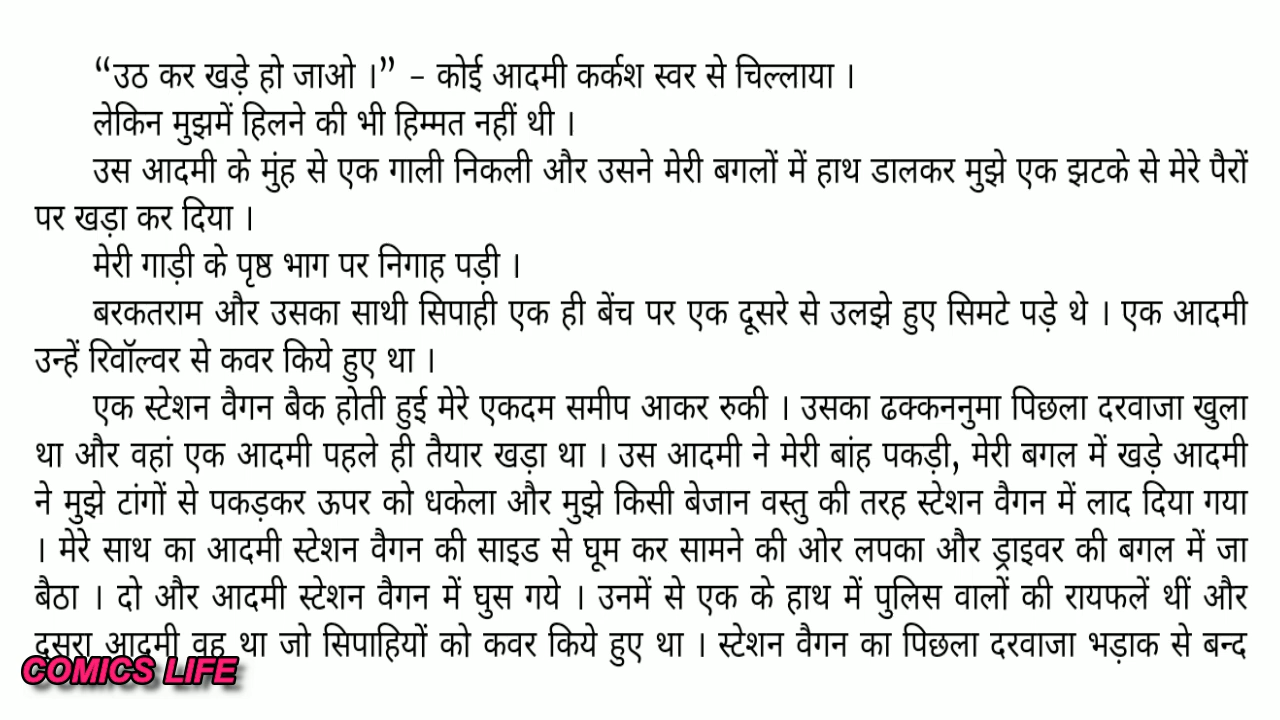 “उठ कर खड़े हो जाओ ।” – कोई आदमी कर्कश स्वर से चिल्लाया ।
लेकिन मुझमें हिलने की भी हिम्मत नहीं थी ।
उस आदमी के मुंह से एक गाली निकली और उसने मेरी बगलों में हाथ डालकर मुझे एक झटके से मेरे पैरों
पर खड़ा कर दिया ।
मेरी गाड़ी के पृष्ठ भाग पर निगाह पड़ी ।
बरकतराम और उसका साथी सिपाही एक ही बेंच पर एक दूसरे से उलझे हुए सिमटे पड़े थे । एक आदमी
उन्हें रिवॉल्वर से कवर किये हुए था ।
एक स्टेशन वैगन बैक होती हुई मेरे एकदम समीप आकर रुकी । उसका ढक्कननुमा पिछला दरवाजा खुला
था और वहां एक आदमी पहले ही तैयार खड़ा था । उस आदमी ने मेरी बांह पकड़ी, मेरी बगल में खड़े आदमी
ने मुझे टांगों से पकड़कर ऊपर को धकेला और मुझे किसी बेजान वस्तु की तरह स्टेशन वैगन में लाद दिया गया
। मेरे साथ का आदमी स्टेशन वैगन की साइड से घूम कर सामने की ओर लपका और ड्राइवर की बगल में जा
बैठा । दो और आदमी स्टेशन वैगन में घुस गये । उनमें से एक के हाथ में पुलिस वालों की रायफलें थीं और
दूसरा आदमी वह था जो सिपाहियों को कवर किये हुए था । स्टेशन वैगन का पिछला दरवाजा भड़ाक से बन्द
COMICS LIFE